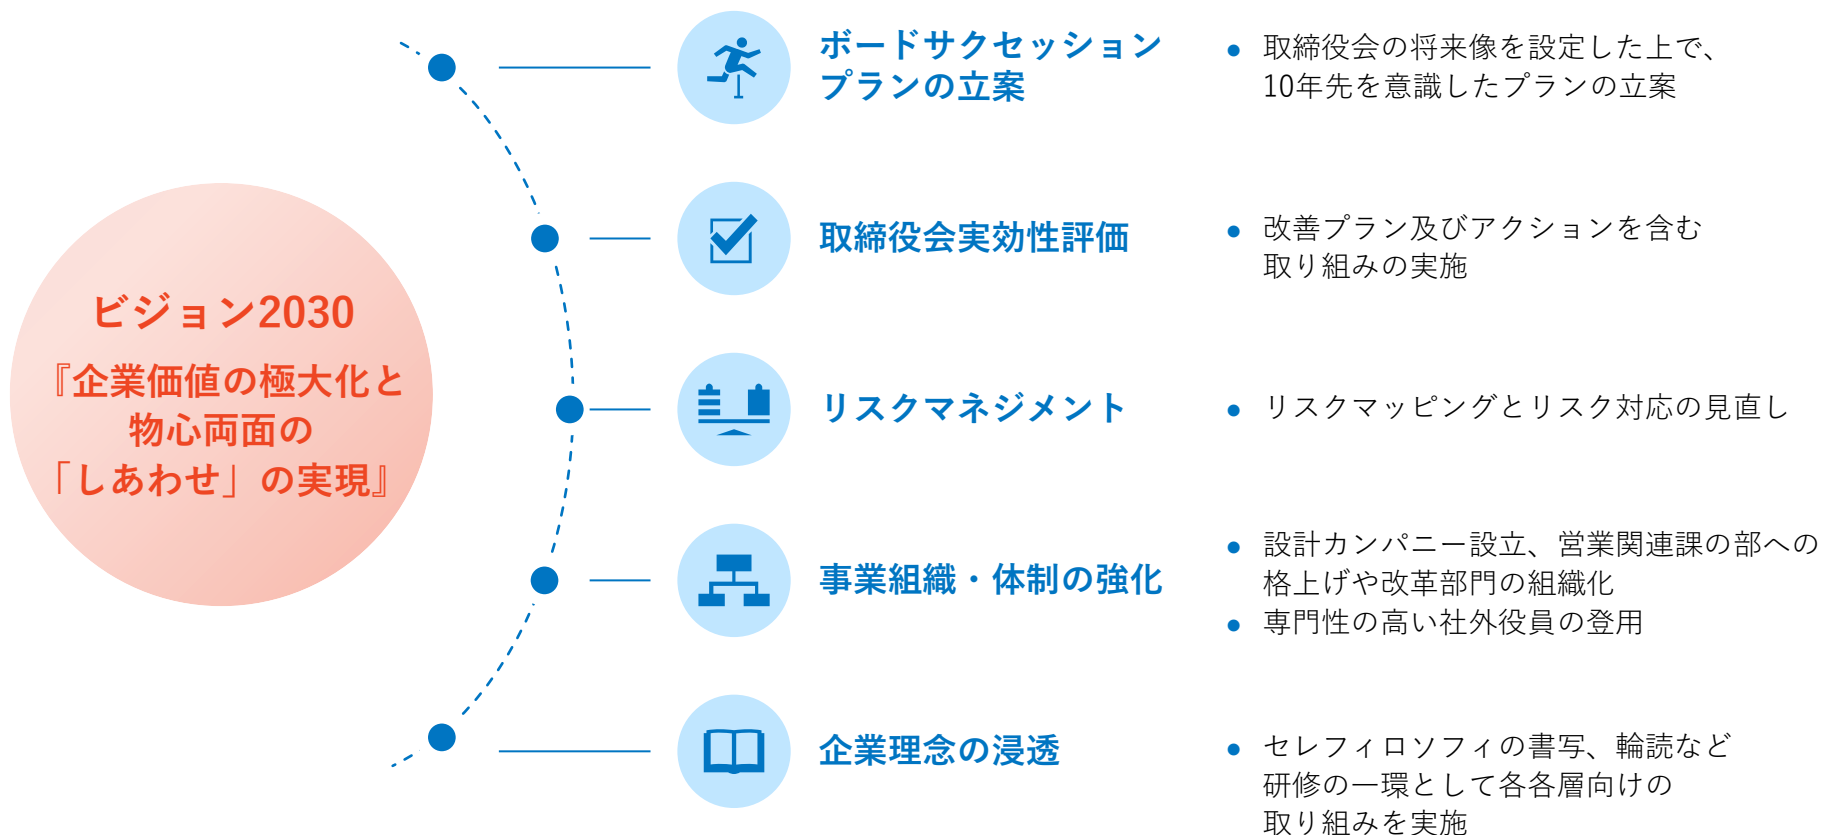 ビジョン2030
『企業価値の極大化と
物心両面の
「しあわせ」の実現』
ボードサクセッション
プランの立案
● 取締役会の将来像を設定した上で、
10年先を意識したプランの立案
取締役会実効性評価
● 改善プラン及びアクションを含む
取り組みの実施
リスクマネジメント
● リスクマッピングとリスク対応の見直し
事業組織・体制の強化
● 設計カンパニー設立、営業関連課の部への
格上げや改革部門の組織化
● 専門性の高い社外役員の登用
企業理念の浸透
● セレフィロソフィの書写、輪読など
研修の一環として各各層向けの
取り組みを実施